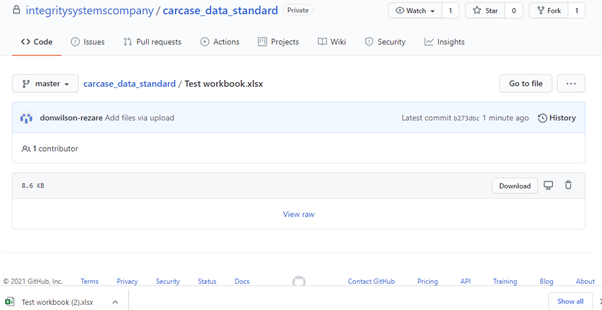 integritysystemscompany / carcase_data_standard Private Watch 1 Star 0 Fork 1
Code Issues Pull requests Actions Projects Wiki Security Insights
master carcase_data_standard / Test workbook.xlsx Go to file ...
donwilson-rezare Add files via upload Latest commit b273dbc 1 minute ago History
1 contributor
8.6 KB Download
View raw
© 2021 GitHub, Inc. Terms Privacy Security Status Docs Contact GitHub Pricing API Training Blog About
Test workbook (2).xlsx Show all